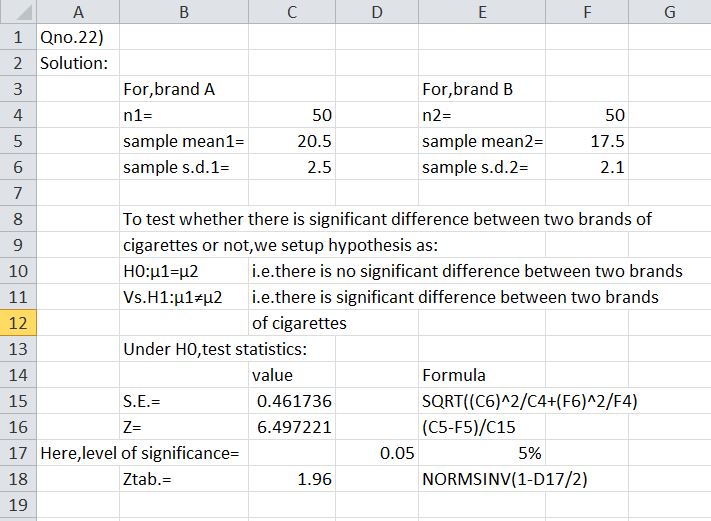 A B C D E F G
1 Qno.22)
2 Solution:
3 For,brand A For,brand B
4 n1= 50 n2= 50
5 sample mean1= 20.5 sample mean2= 17.5
6 sample s.d.1= 2.5 sample s.d.2= 2.1
7
8 To test whether there is significant difference between two brands of
9 cigarettes or not,we setup hypothesis as:
10 H0:μ1=μ2 i.e.there is no significant difference between two brands
11 Vs.H1:μ1≠μ2 i.e.there is significant difference between two brands
12 of cigarettes
13 Under H0,test statistics:
14 value Formula
15 S.E.= 0.461736 SQRT((C6)^2/C4+(F6)^2/F4)
16 Z= 6.497221 (C5-F5)/C15
17 Here,level of significance= 0.05 5%
18 Ztab.= 1.96 NORMSINV(1-D17/2)
19